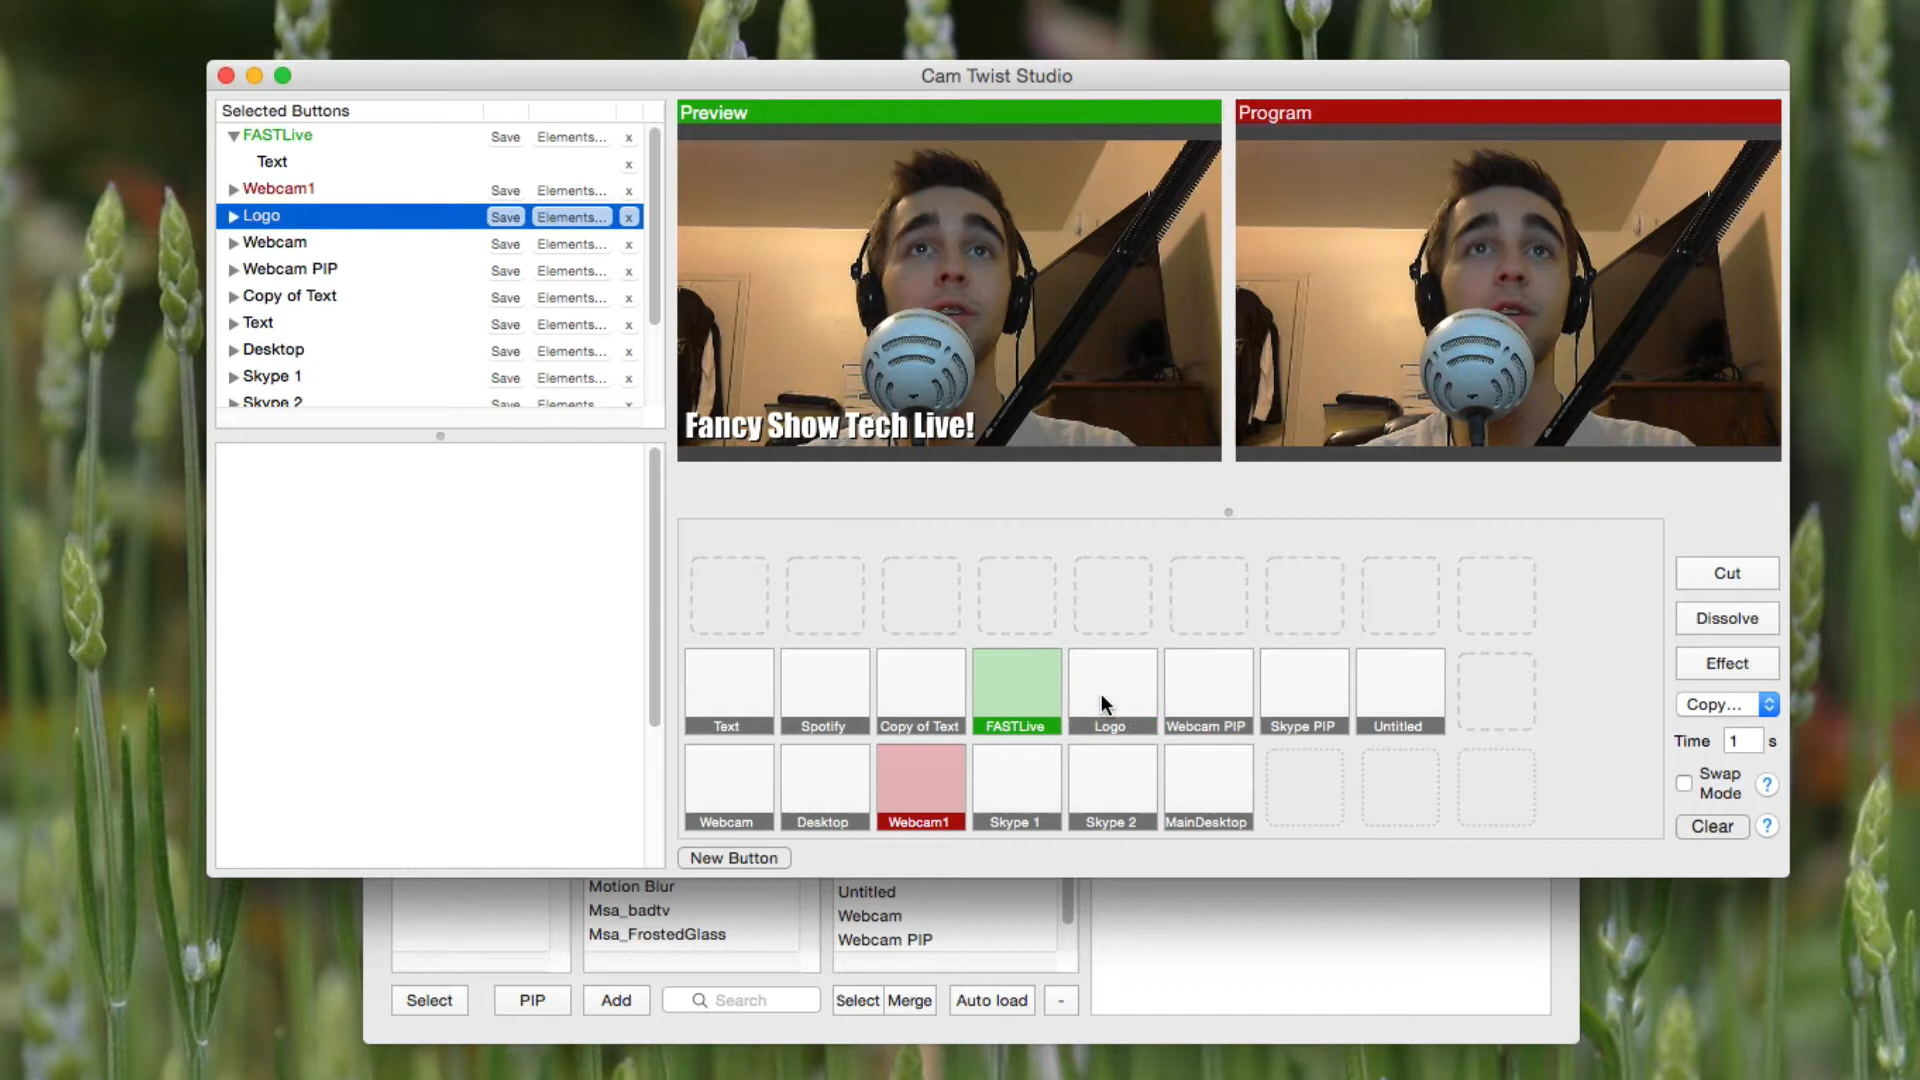 Cam Twist Studio
Selected Buttons
FASTLive Save Elements... x
Text x
Webcam1 Save Elements... x
Logo Save Elements... x
Webcam Save Elements... x
Webcam PIP Save Elements... x
Copy of Text Save Elements... x
Text Save Elements... x
Desktop Save Elements... x
Skype 1 Save Elements... x
Skype 2 Save Elements... x
Preview
Program
Fancy Show Tech Live!
Cut
Dissolve
Effect
Copy...
Time 1 s
Swap
Mode ?
Clear ?
Text Spotify Copy of Text FASTLive Logo Webcam PIP Skype PIP Untitled
Webcam Desktop Webcam1 Skype 1 Skype 2 MainDesktop
New Button
Motion Blur
Msa_badtv
Msa_FrostedGlass
Untitled
Webcam
Webcam PIP
Select PIP Add Search Select Merge Auto load -